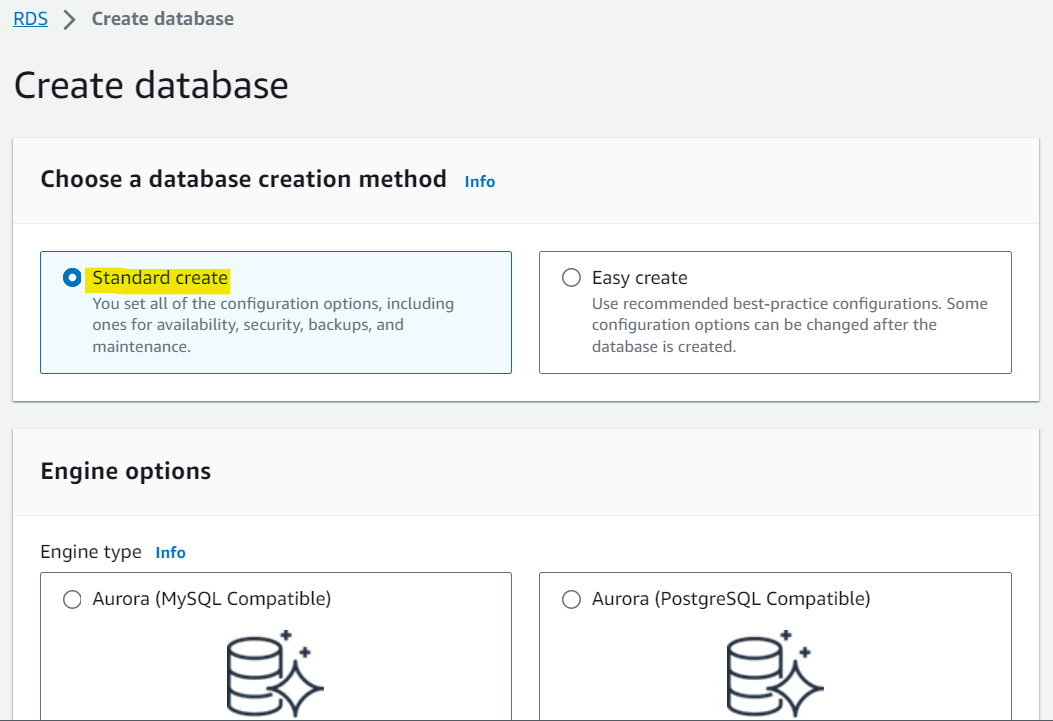 RDS > Create database
Create database
Choose a database creation method Info
Standard create
You set all of the configuration options, including
ones for availability, security, backups, and
maintenance.
Easy create
Use recommended best-practice configurations. Some
configuration options can be changed after the
database is created.
Engine options
Engine type Info
Aurora (MySQL Compatible)
Aurora (PostgreSQL Compatible)